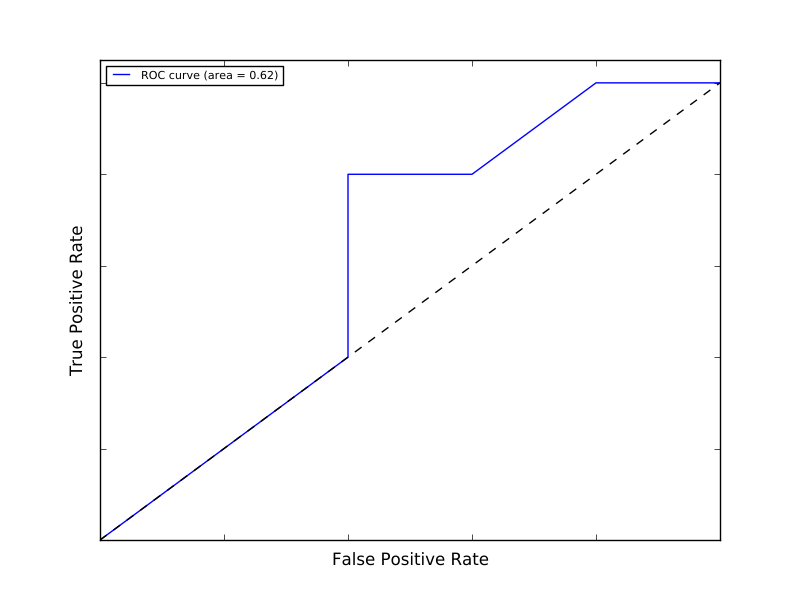 ROC curve (area = 0.62)
True Positive Rate
False Positive Rate